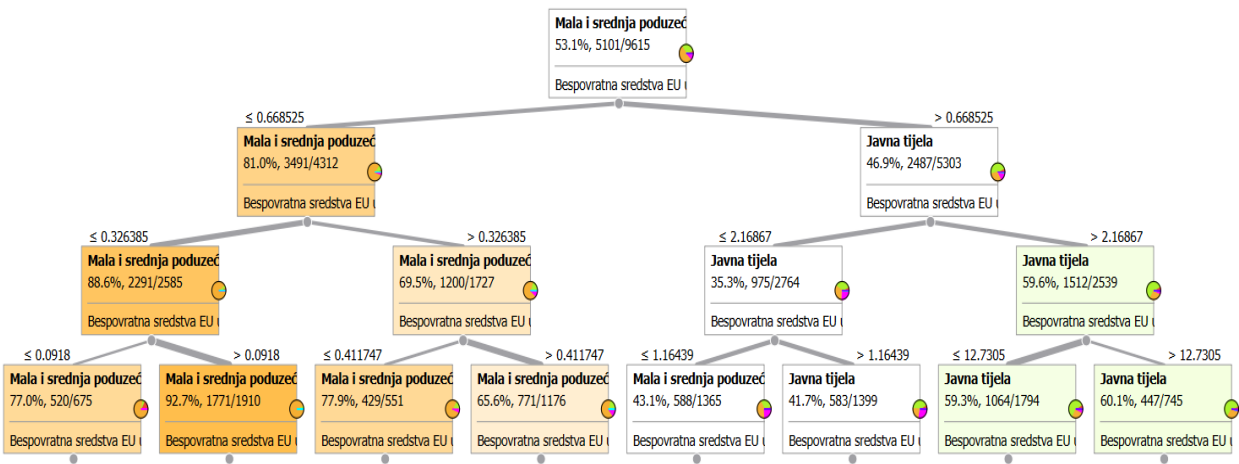 Mala i srednja poduzeć
53.1%, 5101/9615
Bespovratna sredstva EU u
≤ 0.668525
> 0.668525
Mala i srednja poduzeć
81.0%, 3491/4312
Bespovratna sredstva EU u
Javna tijela
46.9%, 2487/5303
Bespovratna sredstva EU u
≤ 0.326385
> 0.326385
≤ 2.16867
> 2.16867
Mala i srednja poduzeć
88.6%, 2291/2585
Bespovratna sredstva EU u
Mala i srednja poduzeć
69.5%, 1200/1727
Bespovratna sredstva EU u
Javna tijela
35.3%, 975/2764
Bespovratna sredstva EU u
Javna tijela
59.6%, 1512/2539
Bespovratna sredstva EU u
≤ 0.0918
> 0.0918
≤ 0.411747
> 0.411747
≤ 1.16439
> 1.16439
≤ 12.7305
> 12.7305
Mala i srednja poduzeć
77.0%, 520/675
Bespovratna sredstva EU u
Mala i srednja poduzeć
92.7%, 1771/1910
Bespovratna sredstva EU u
Mala i srednja poduzeć
77.9%, 429/551
Bespovratna sredstva EU u
Mala i srednja poduzeć
65.6%, 771/1176
Bespovratna sredstva EU u
Mala i srednja poduzeć
43.1%, 588/1365
Bespovratna sredstva EU u
Javna tijela
41.7%, 583/1399
Bespovratna sredstva EU u
Javna tijela
59.3%, 1064/1794
Bespovratna sredstva EU u
Javna tijela
60.1%, 447/745
Bespovratna sredstva EU u